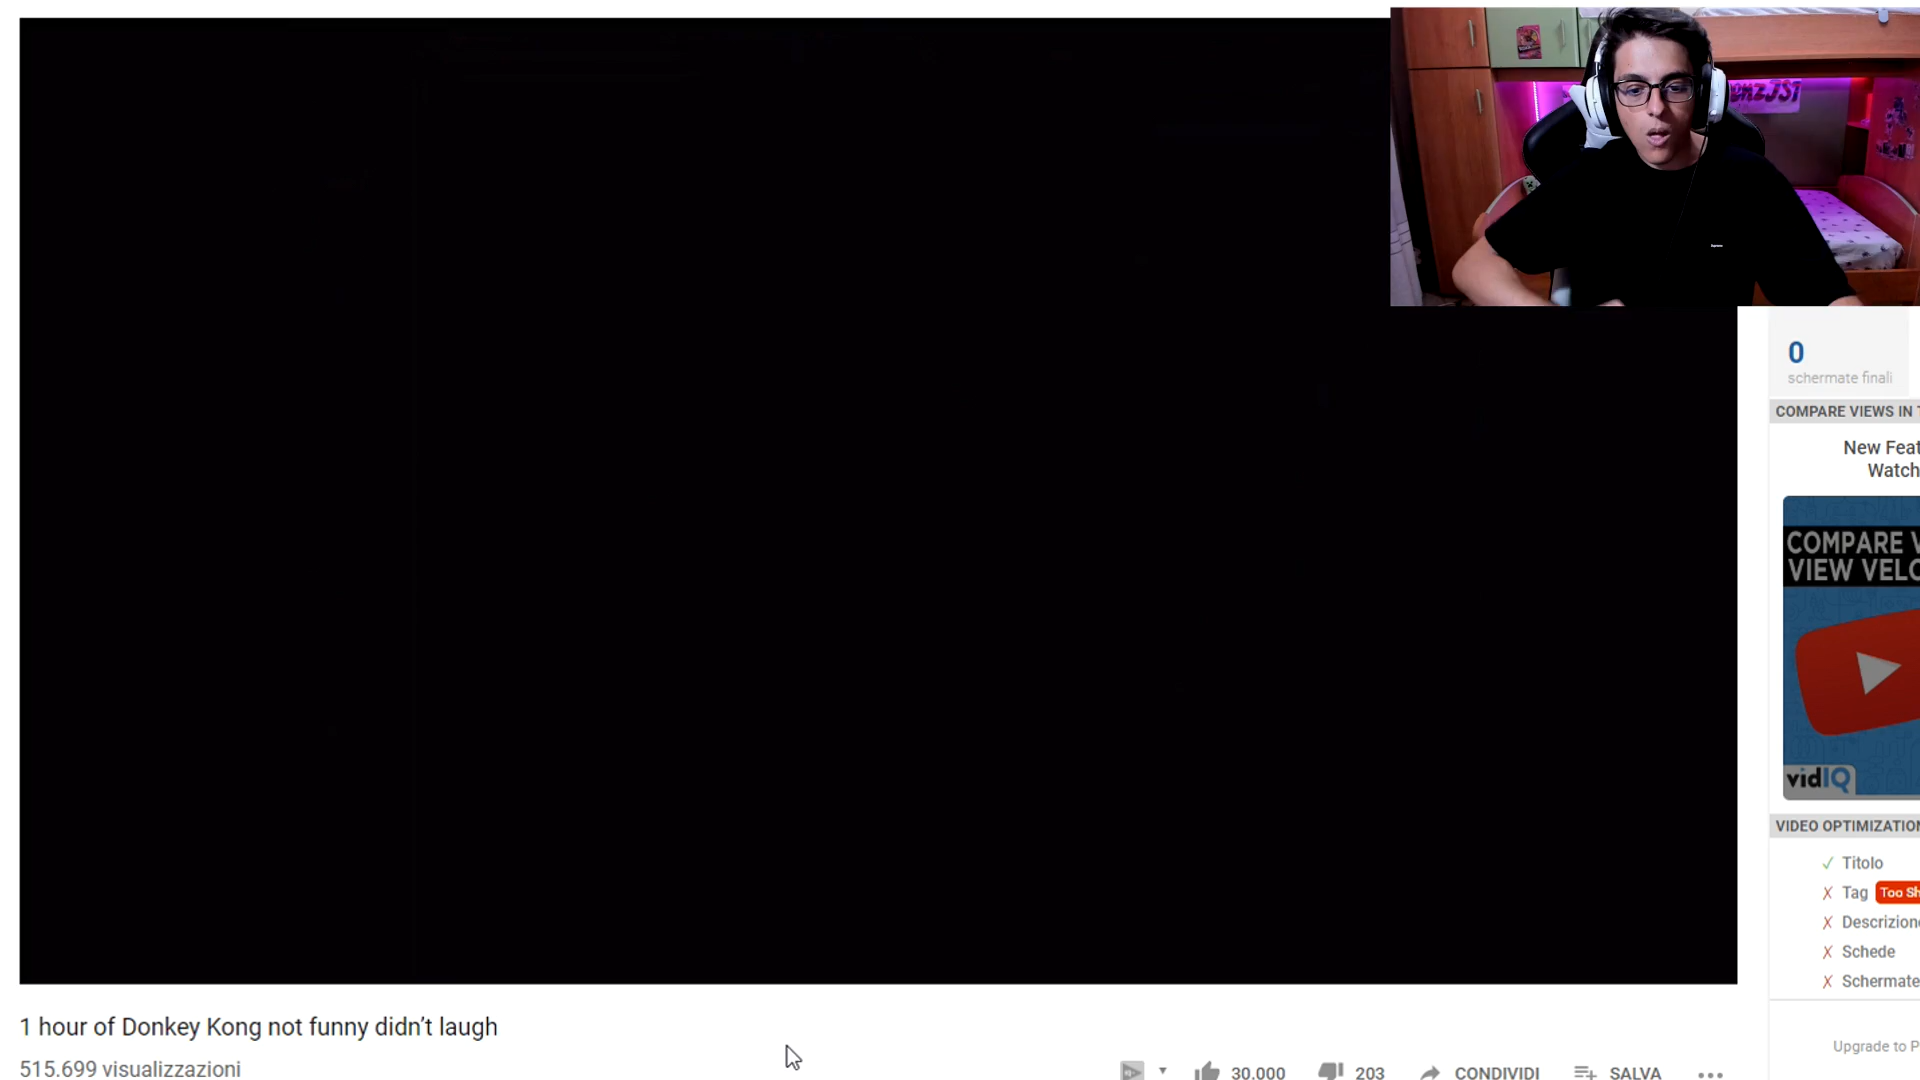 0
schermate finali
COMPARE VIEWS IN
New Feat
Watch
COMPARE V
VIEW VELO
vidIQ
VIDEO OPTIMIZATION
✓ Titolo
✗ Tag Too Sh
✗ Descrizione
✗ Schede
✗ Schermate
Upgrade to P
1 hour of Donkey Kong not funny didn't laugh
515.699 visualizzazioni
30.000
203
CONDIVIDI
SALVA